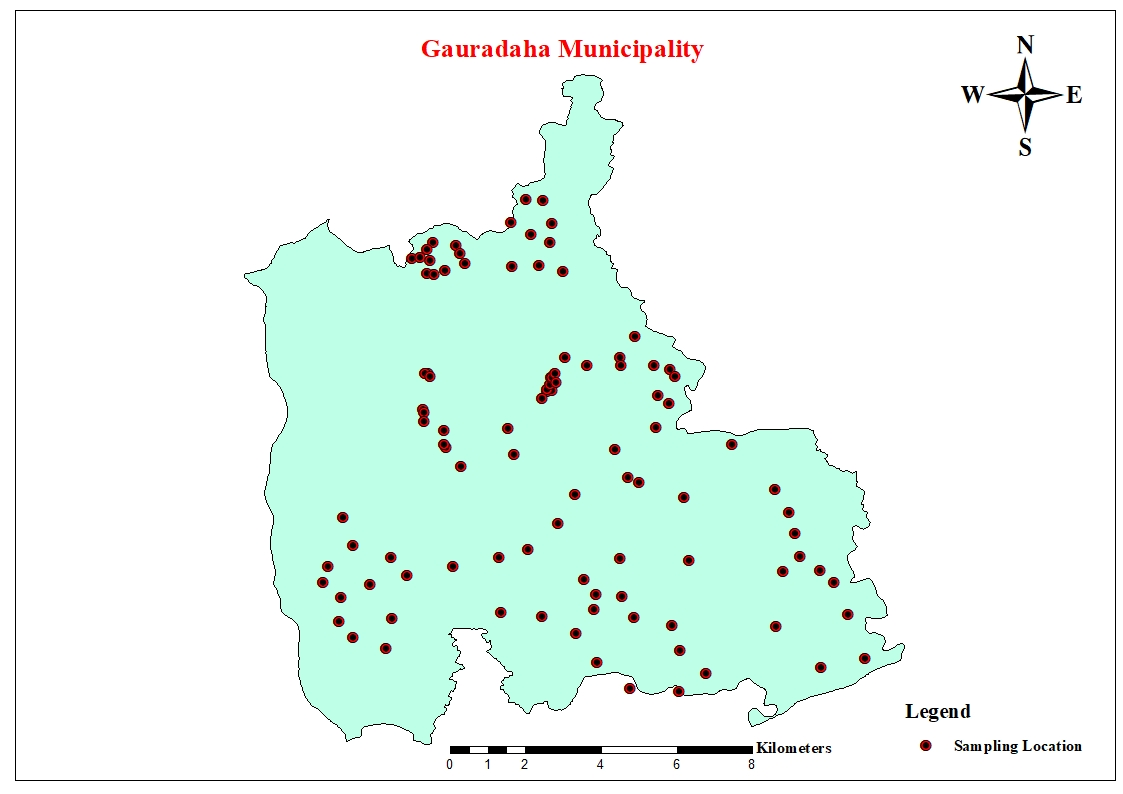 Gauradaha Municipality
N
W E
S
Legend
Sampling Location
Kilometers
0 1 2 4 6 8